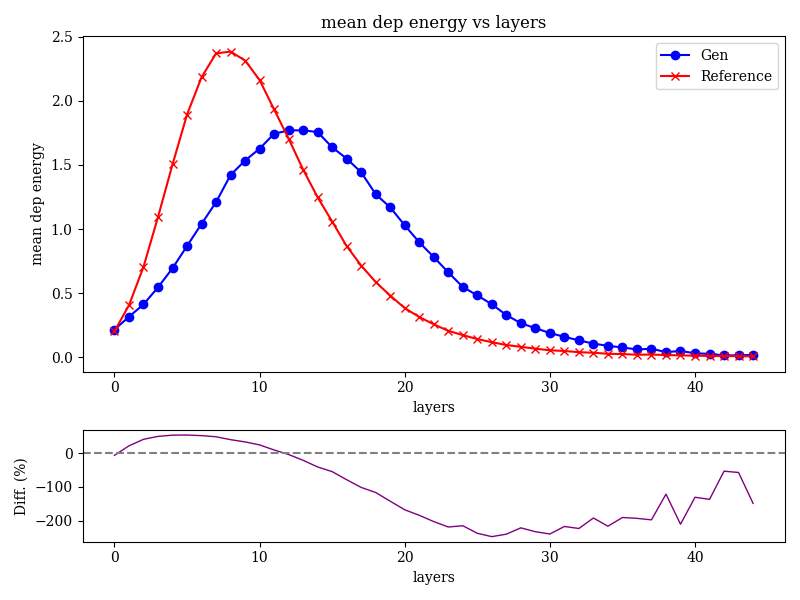 mean dep energy vs layers
2.5
2.0
1.5
1.0
0.5
0.0
mean dep energy
Gen
Reference
0 10 20 30 40
layers
0
−100
−200
Diff. (%)
0 10 20 30 40
layers